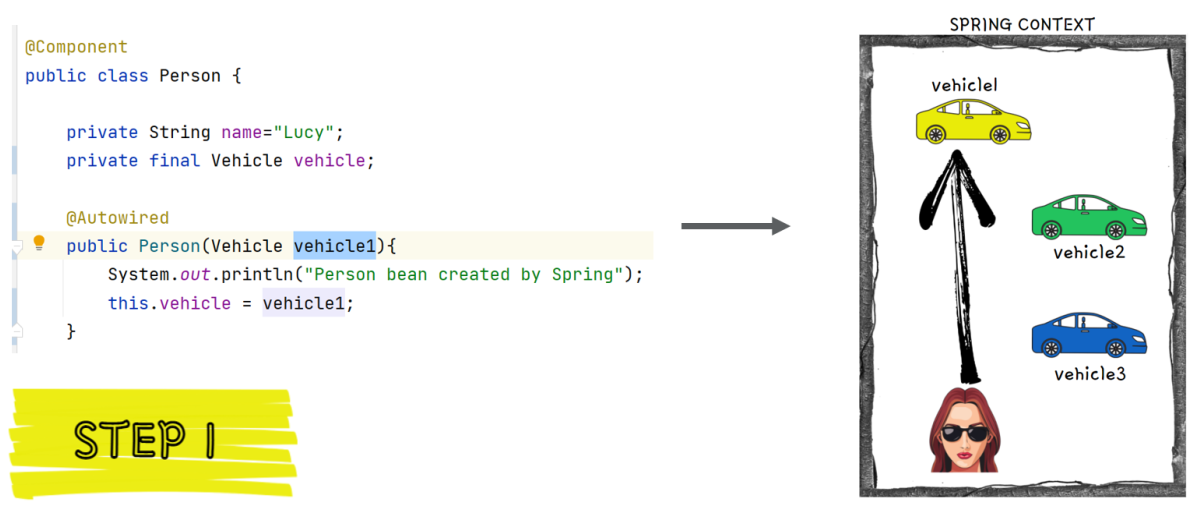 @Component
public class Person {
private String name="Lucy";
private final Vehicle vehicle;
@Autowired
public Person(Vehicle vehicle1){
System.out.println("Person bean created by Spring");
this.vehicle = vehicle1;
}
STEP 1
SPRING CONTEXT
vehicle1
vehicle2
vehicle3